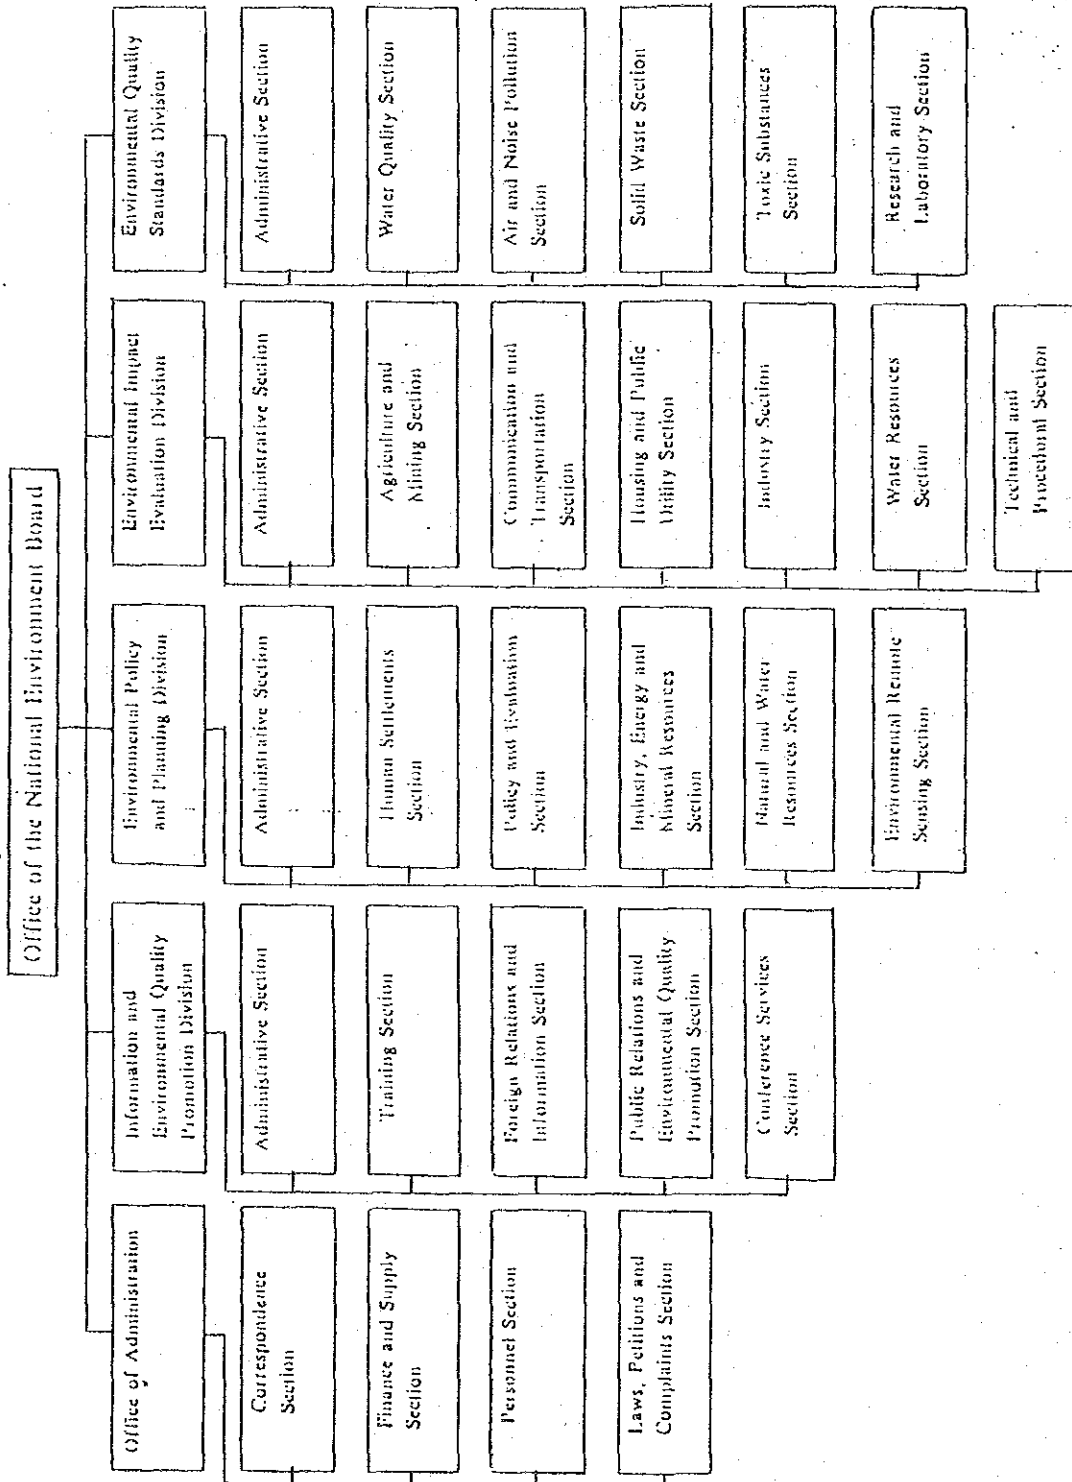 Office of the National Environment Board
Office of Administration
Correspondence
Section
Finance and Supply
Section
Personnel Section
Laws, Petitions and
Complaints Section
Information and
Environmental Quality
Promotion Division
Administrative Section
Training Section
Foreign Relations and
Information Section
Public Relations and
Environmental Quality
Promotion Section
Conference Services
Section
Environmental Policy
and Planning Division
Administrative Section
Human Settlements
Section
Policy and Evaluation
Section
Industry, Energy and
Mineral Resources
Section
Natural and Water
Resources Section
Environmental Remote
Sensing Section
Environmental Impact
Evaluation Division
Administrative Section
Agriculture and
Mining Section
Communication and
Transportation
Section
Housing and Public
Utility Section
Industry Section
Water Resources
Section
Technical and
Procedural Section
Environmental Quality
Standards Division
Administrative Section
Water Quality Section
Air and Noise Pollution
Section
Solid Waste Section
Toxic Substances
Section
Research and
Laboratory Section